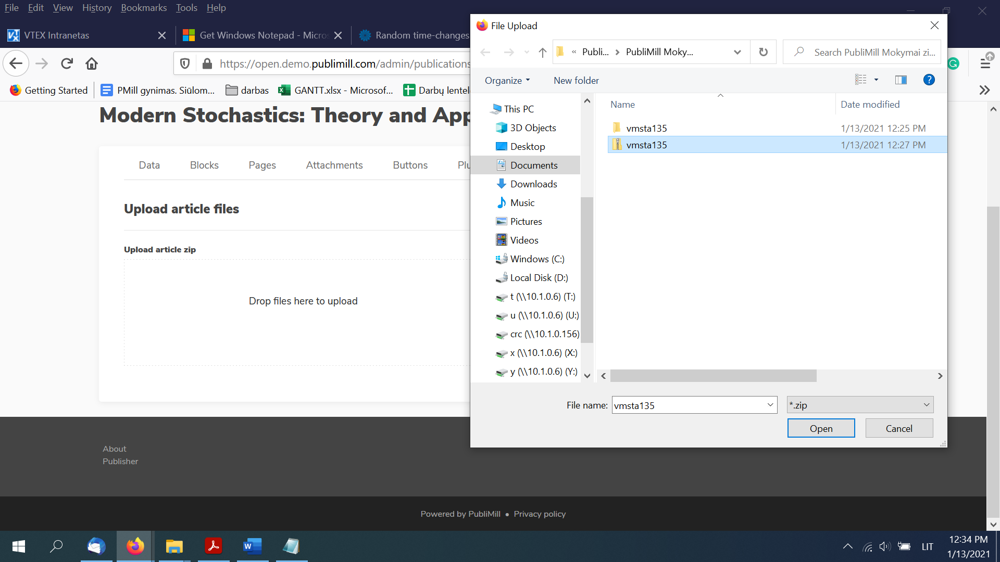 File Edit View History Bookmarks Tools Help
VTEX Intranetas
Get Windows Notepad - Micros
Random time-changes
https://open.demo.publimill.com/admin/publications
Getting Started
PMill gynimas. Siūlom...
darbas
GANTT.xlsx - Microsof...
Darbų lentele
Modern Stochastics: Theory and App
Data Blocks Pages Attachments Buttons Plu
Upload article files
Upload article zip
Drop files here to upload
About
Publisher
Powered by PubliMill • Privacy policy
File Upload
« Publi... > PubliMill Moky...
Search PubliMill Mokymai zi...
Organize New folder
This PC
3D Objects
Desktop
Documents
Downloads
Music
Pictures
Videos
Windows (C:)
Local Disk (D:)
t (\\10.1.0.6) (T:)
u (\\10.1.0.6) (U:)
crc (\\10.1.0.156)
x (\\10.1.0.6) (X:)
y (\\10.1.0.6) (Y:)
Name Date modified
vmsta135 1/13/2021 12:25 PM
vmsta135 1/13/2021 12:27 PM
File name: vmsta135 *.zip
Open Cancel
LIT
12:34 PM
1/13/2021